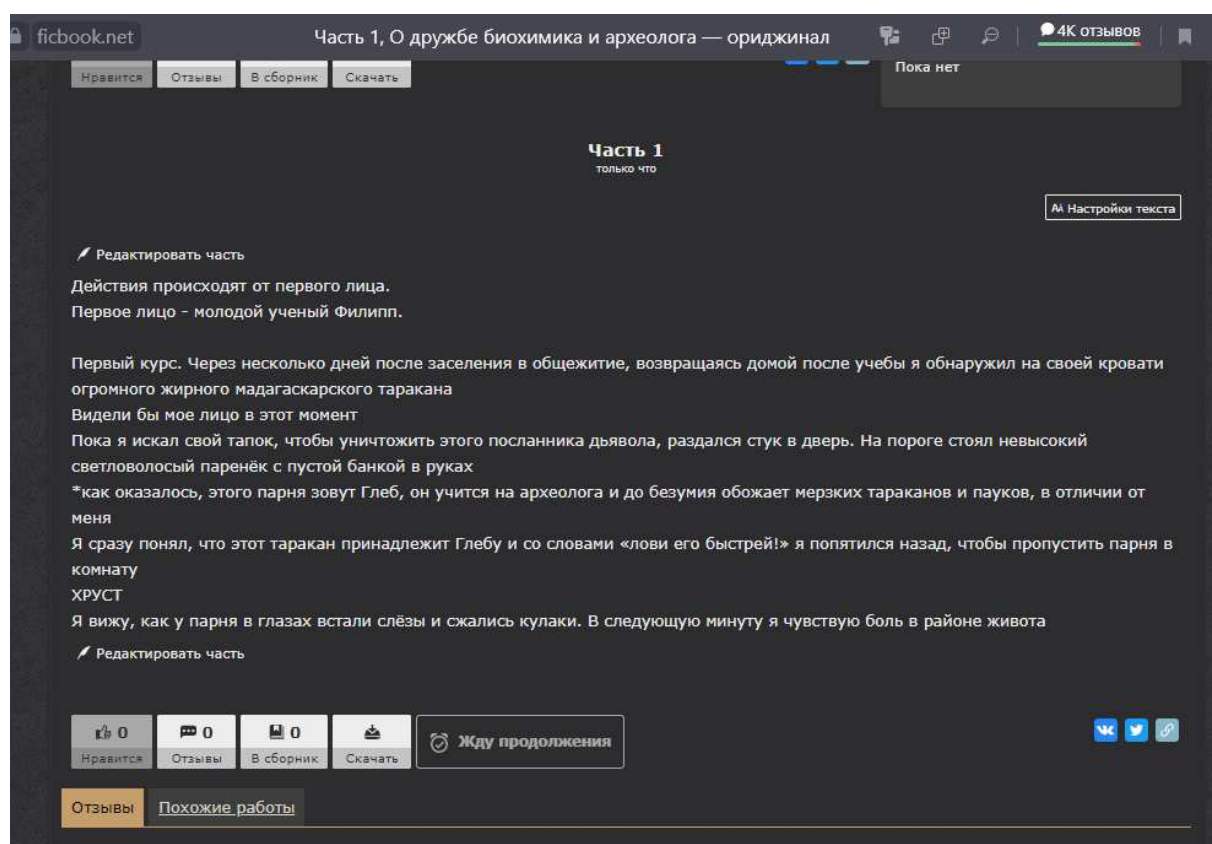 ficbook.net
Часть 1, О дружбе биохимика и археолога — ориджинал
4К отзывов
Нравится
Отзывы
В сборник
Скачать
Пока нет
Часть 1
только что
АА Настройки текста
Редактировать часть
Действия происходят от первого лица.
Первое лицо - молодой ученый Филипп.
Первый курс. Через несколько дней после заселения в общежитие, возвращаясь домой после учебы я обнаружил на своей кровати
огромного жирного мадагаскарского таракана
Видели бы мое лицо в этот момент
Пока я искал свой тапок, чтобы уничтожить этого посланника дьявола, раздался стук в дверь. На пороге стоял невысокий
светловолосый паренёк с пустой банкой в руках
*как оказалось, этого парня зовут Глеб, он учится на археолога и до безумия обожает мерзких тараканов и пауков, в отличии от
меня
Я сразу понял, что этот таракан принадлежит Глебу и со словами «лови его быстрей!» я попятился назад, чтобы пропустить парня в
комнату
ХРУСТ
Я вижу, как у парня в глазах встали слёзы и сжались кулаки. В следующую минуту я чувствую боль в районе живота
Редактировать часть
0
0
0
Нравится
Отзывы
В сборник
Скачать
Жду продолжения
Отзывы
Похожие работы